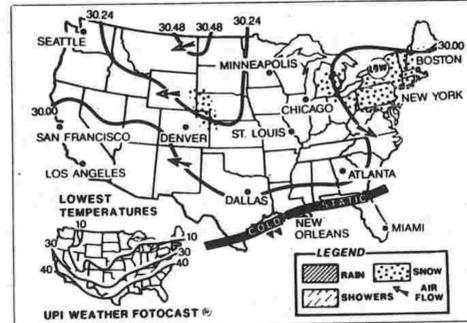 30.24
30.48
30.48
30.24
SEATTLE
MINNEAPOLIS
LOW
30.00
BOSTON
30.00
NEW YORK
CHICAGO
SAN FRANCISCO
DENVER
ST. LOUIS
LOS ANGELES
ATLANTA
LOWEST
TEMPERATURES
DALLAS
COLD
STATIC
NEW
ORLEANS
MIAMI
10
30
40
10
30
40
LEGEND
RAIN
SNOW
SHOWERS
AIR
FLOW
UPI WEATHER FOTOCAST ®